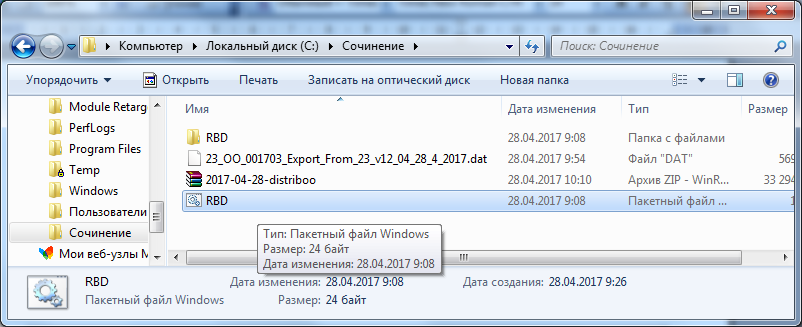 Компьютер ▸ Локальный диск (C:) ▸ Сочинение ▸
Поиск: Сочинение
Упорядочить ▾ Открыть Печать Записать на оптический диск Новая папка
Module Retarg
PerfLogs
Program Files
Temp
Windows
Пользователи
Сочинение
Мои веб-узлы M
Имя Дата изменения Тип Размер
RBD 28.04.2017 9:08 Папка с файлами
23_OO_001703_Export_From_23_v12_04_28_4_2017.dat 28.04.2017 9:54 Файл "DAT" 569
2017-04-28-distriboo 28.04.2017 10:10 Архив ZIP - WinR... 33 294
RBD 28.04.2017 9:08 Пакетный файл ... 1
Тип: Пакетный файл Windows
Размер: 24 байт
Дата изменения: 28.04.2017 9:08
RBD Дата изменения: 28.04.2017 9:08 Дата создания: 28.04.2017 9:26
Пакетный файл Windows Размер: 24 байт